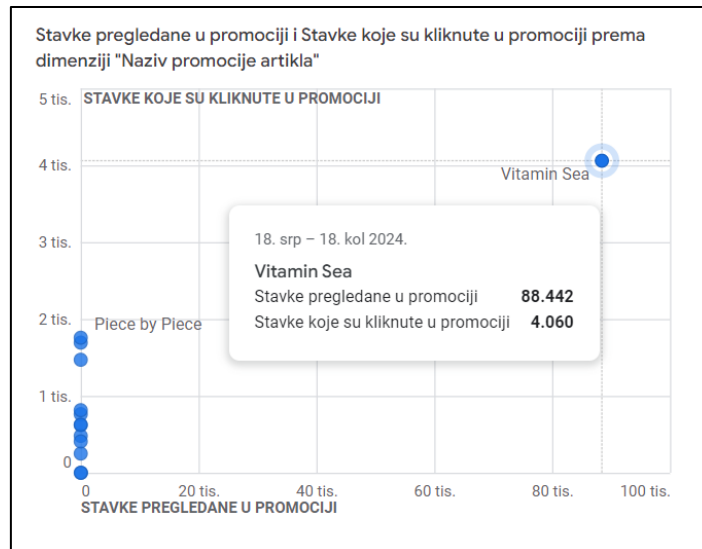 Stavke pregledane u promociji i Stavke koje su kliknute u promociji prema
dimenziji "Naziv promocije artikla"
5 tis.
STAVKE KOJE SU KLIKNUTE U PROMOCIJI
4 tis.
Vitamin Sea
3 tis.
18. srp – 18. kol 2024.
Vitamin Sea
Stavke pregledane u promociji 88.442
Stavke koje su kliknute u promociji 4.060
2 tis.
Piece by Piece
1 tis.
0
0 20 tis. 40 tis. 60 tis. 80 tis. 100 tis.
STAVKE PREGLEDANE U PROMOCIJI